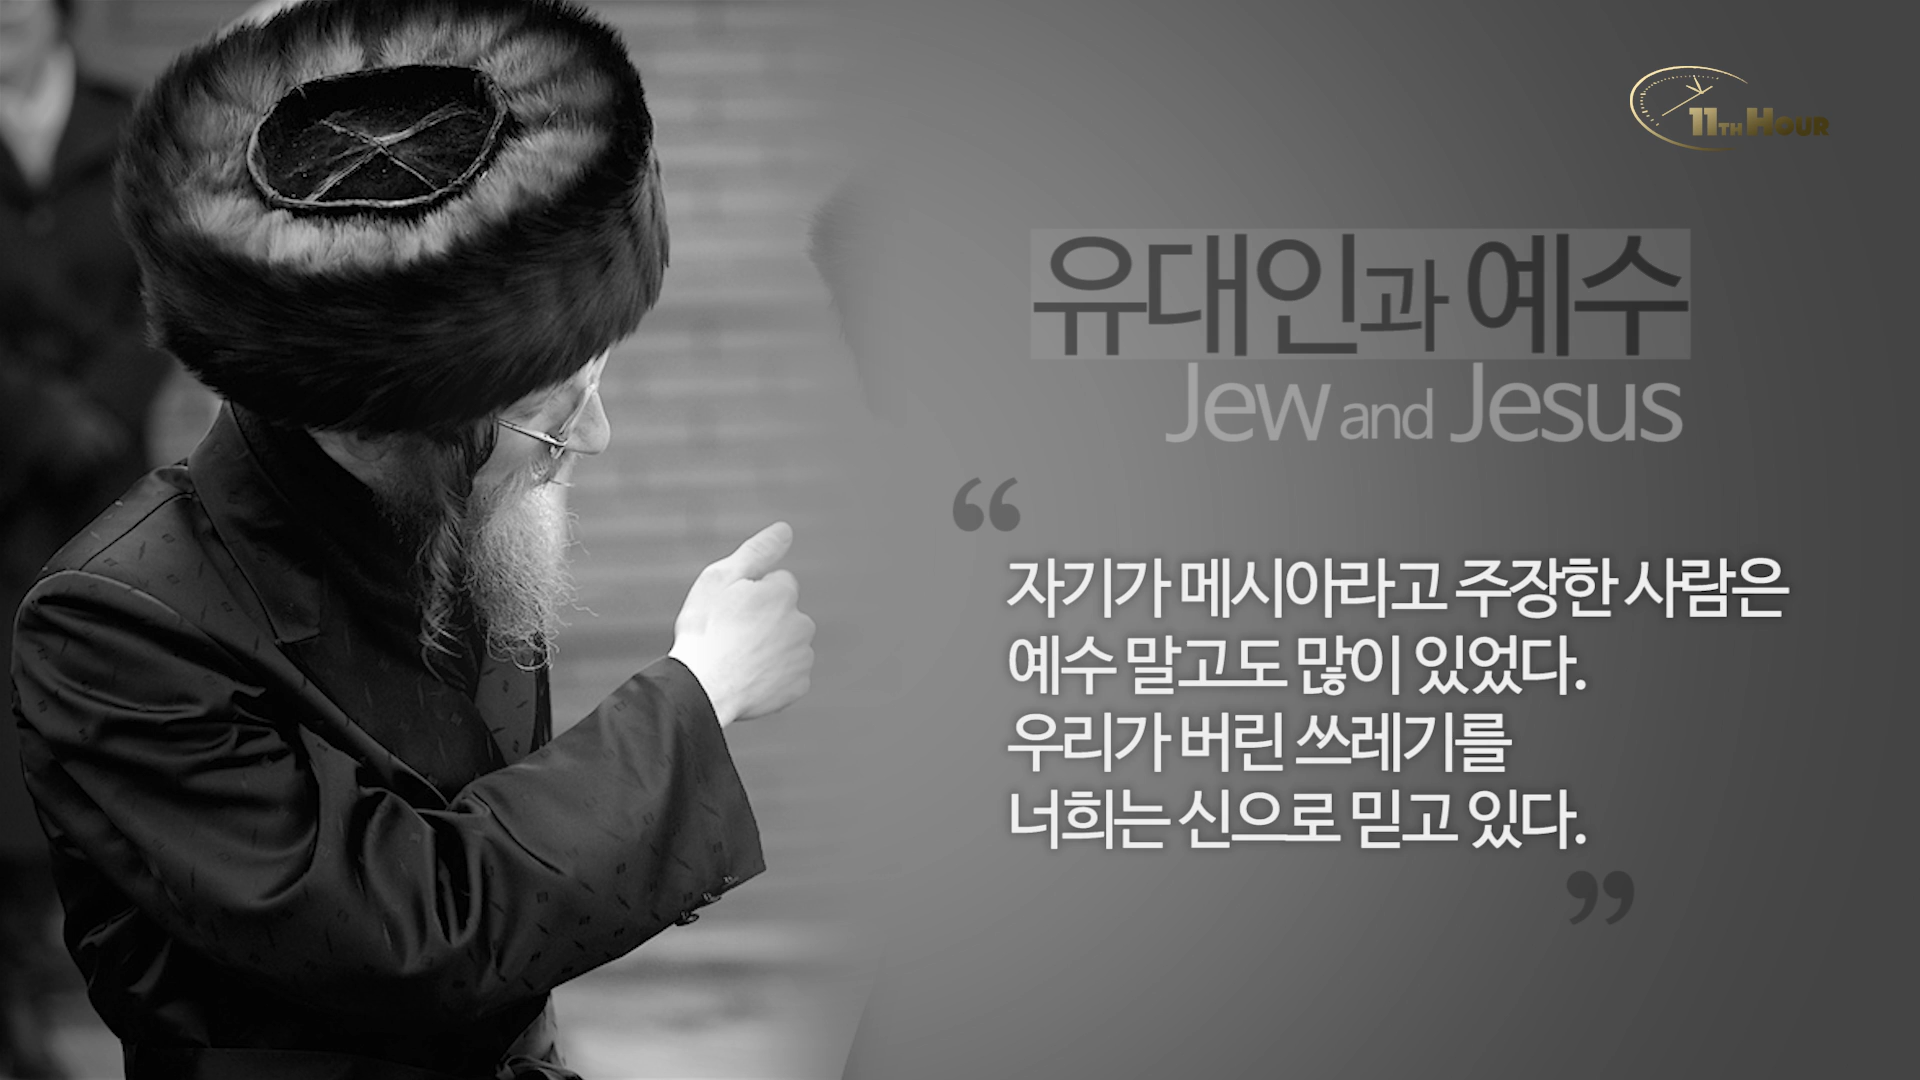 11TH HOUR
유대인과 예수
Jew and Jesus
“
자기가 메시아라고 주장한 사람은
예수 말고도 많이 있었다.
우리가 버린 쓰레기를
너희는 신으로 믿고 있다.
”